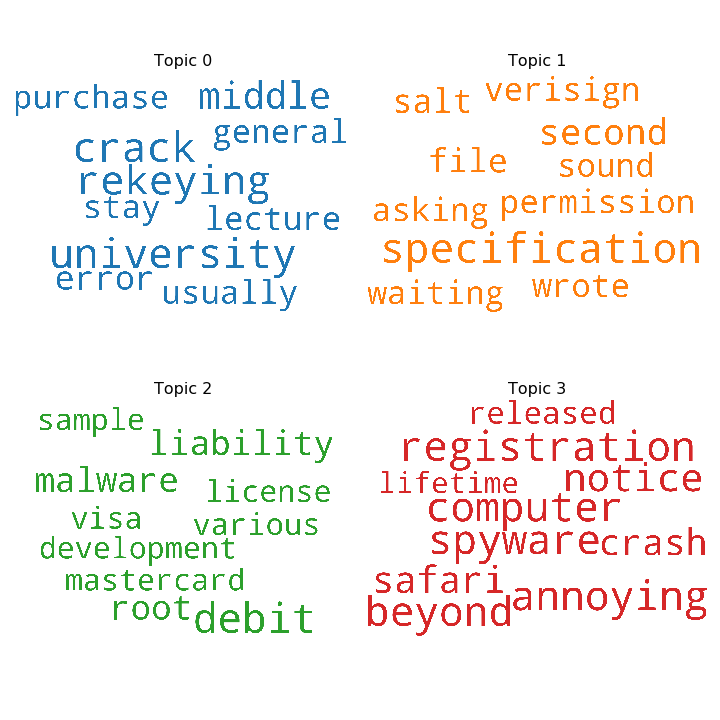 Topic 0
purchase
middle
general
crack
rekeying
stay
lecture
university
error
usually
Topic 1
salt
verisign
second
file
sound
asking
permission
specification
waiting
wrote
Topic 2
sample
liability
malware
license
visa
various
development
mastercard
root
debit
Topic 3
released
registration
lifetime
notice
computer
spyware
crash
safari
annoying
beyond